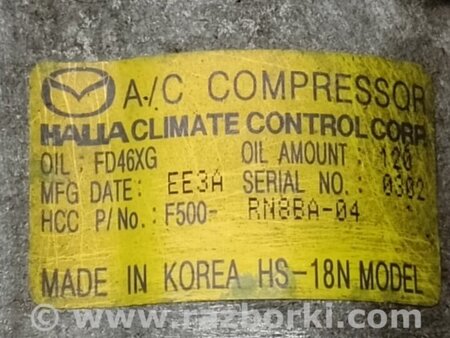 A/C COMPRESSOR
HALLA CLIMATE CONTROL CORP.
OIL : FD46XG OIL AMOUNT : 120
MFG DATE: EE3A SERIAL NO.: 0302
HCC P/No.: F500- RN8BA-04
MADE IN KOREA HS-18N MODEL
www.razborki.com